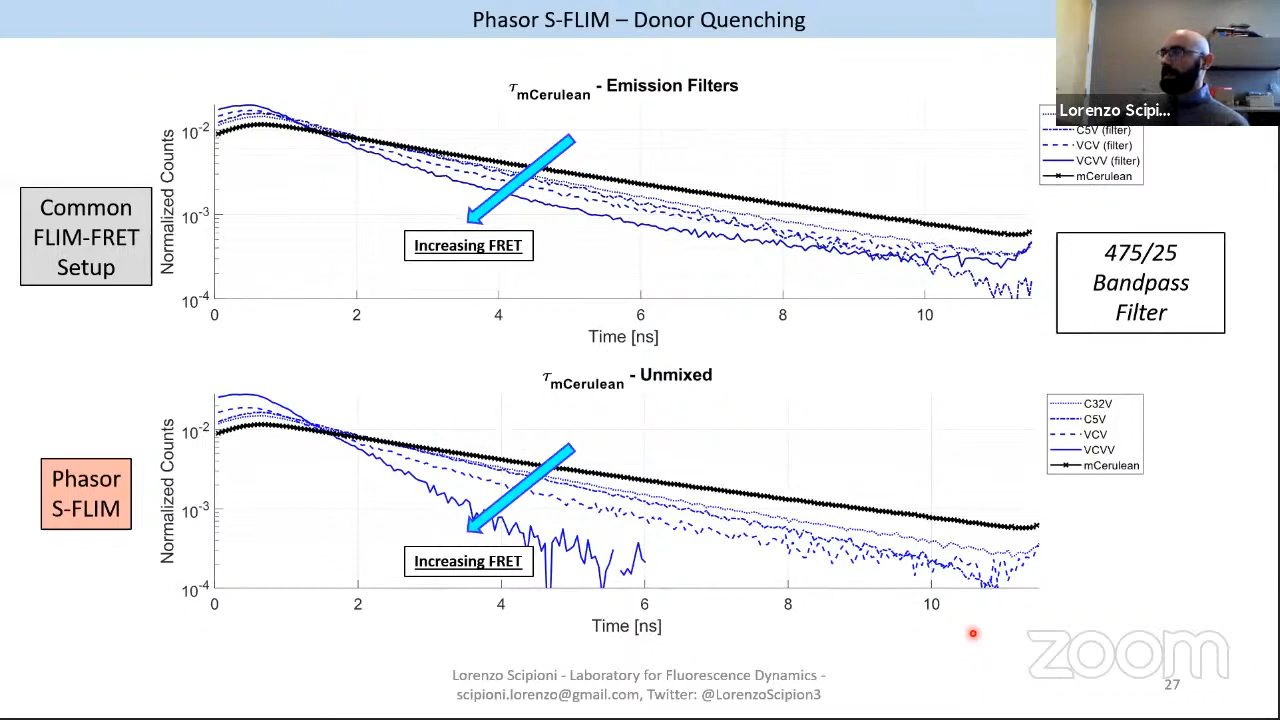 Phasor S-FLIM – Donor Quenching
Lorenzo Scipi...
τmCerulean - Emission Filters
Normalized Counts
10-2
10-3
10-4
0 2 4 6 8 10
Time [ns]
Increasing FRET
C5V (filter)
VCV (filter)
VCVV (filter)
mCerulean
Common
FLIM-FRET
Setup
475/25
Bandpass
Filter
τmCerulean - Unmixed
Normalized Counts
10-2
10-3
10-4
0 2 4 6 8 10
Time [ns]
Increasing FRET
C32V
C5V
VCV
VCVV
mCerulean
Phasor
S-FLIM
zoom
Lorenzo Scipioni - Laboratory for Fluorescence Dynamics -
scipioni.lorenzo@gmail.com, Twitter: @LorenzoScipion3
27